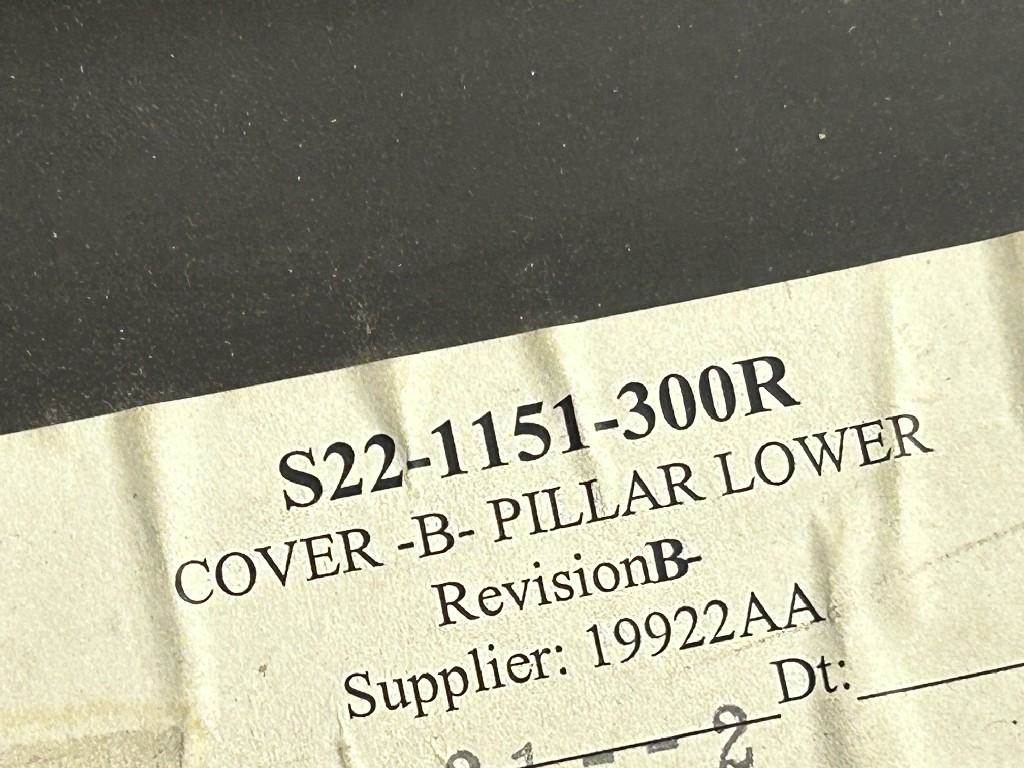 S22-1151-300R
COVER -B- PILLAR LOWER
RevisionB-
Supplier: 19922AA
Dt: